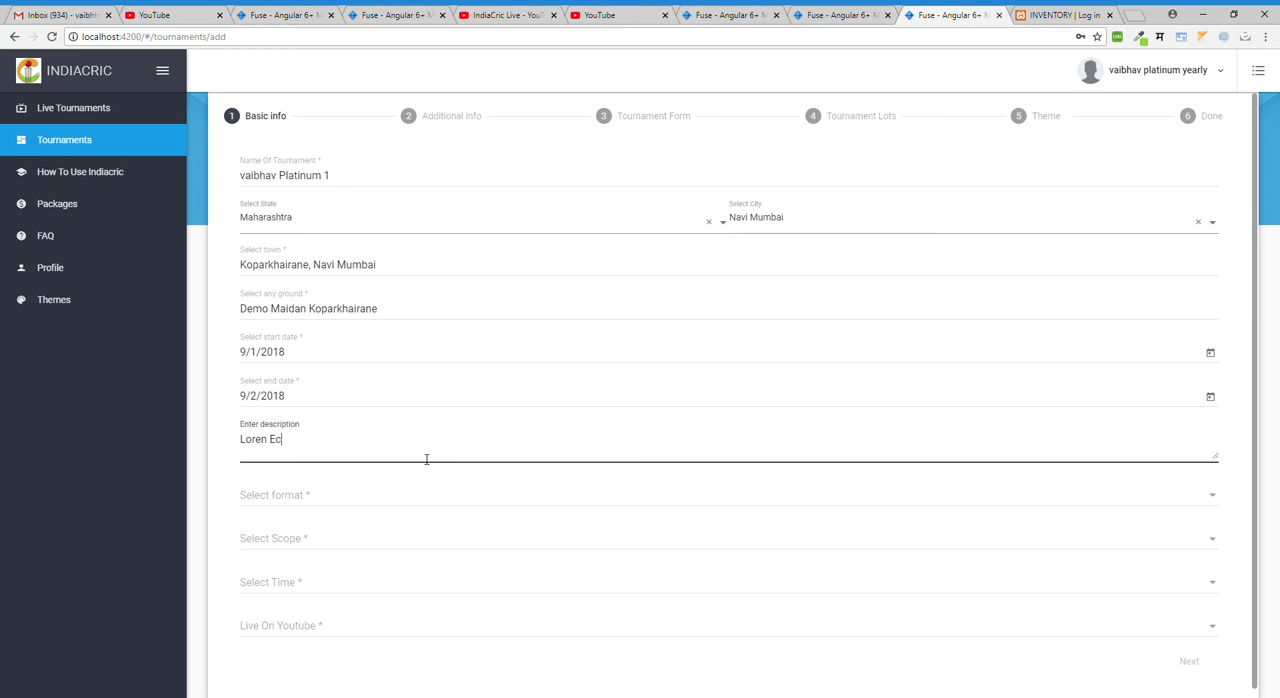 Inbox (934) - vaibh
YouTube
Fuse - Angular 6+ M
Fuse - Angular 6+ M
IndiaCric Live - YouT
YouTube
Fuse - Angular 6+ M
Fuse - Angular 6+ M
Fuse - Angular 6+ M
INVENTORY | Log in
localhost:4200/#/tournaments/add
INDIACRIC
vaibhav platinum yearly
Live Tournaments
Tournaments
How To Use Indiacric
Packages
FAQ
Profile
Themes
1 Basic info
2 Additional info
3 Tournament Form
4 Tournament Lots
5 Theme
6 Done
Name Of Tournament *
vaibhav Platinum 1
Select State
Maharashtra
Select City
Navi Mumbai
Select town *
Koparkhairane, Navi Mumbai
Select any ground *
Demo Maidan Koparkhairane
Select start date *
9/1/2018
Select end date *
9/2/2018
Enter description
Loren Ec
Select format *
Select Scope *
Select Time *
Live On Youtube *
Next